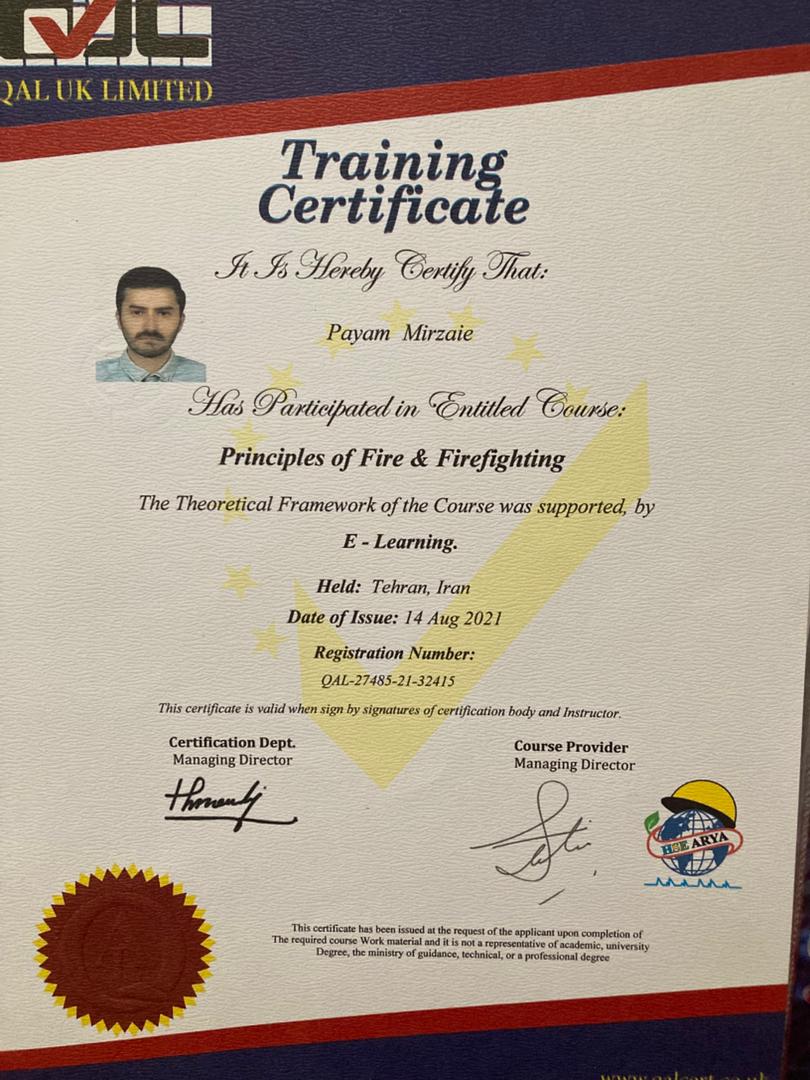 QAL UK LIMITED
Training
Certificate
It Is Hereby Certify That:
Payam Mirzaie
Has Participated in Entitled Course:
Principles of Fire & Firefighting
The Theoretical Framework of the Course was supported, by
E - Learning.
Held: Tehran, Iran
Date of Issue: 14 Aug 2021
Registration Number:
QAL-27485-21-32415
This certificate is valid when sign by signatures of certification body and Instructor.
Certification Dept.
Managing Director
Course Provider
Managing Director
HSE ARYA
This certificate has been issued at the request of the applicant upon completion of
The required course Work material and it is not a representative of academic, university
Degree, the ministry of guidance, technical, or a professional degree